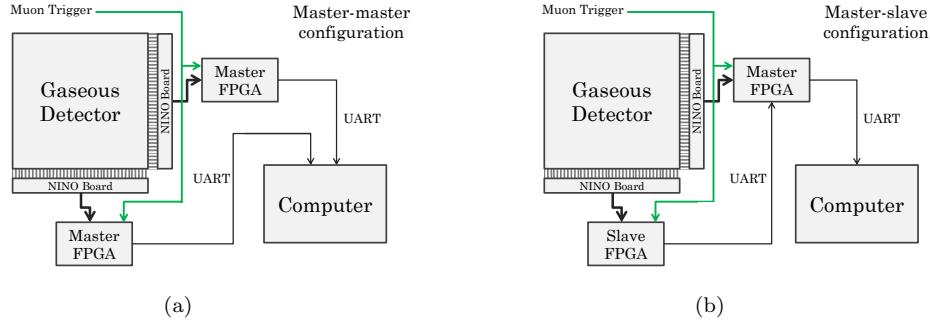 Muon Trigger
Master-master
configuration
Gaseous
Detector
NINO Board
Master
FPGA
UART
UART
NINO Board
Computer
Master
FPGA
(a)
Muon Trigger
Master-slave
configuration
Gaseous
Detector
NINO Board
Master
FPGA
UART
UART
NINO Board
Computer
Slave
FPGA
(b)